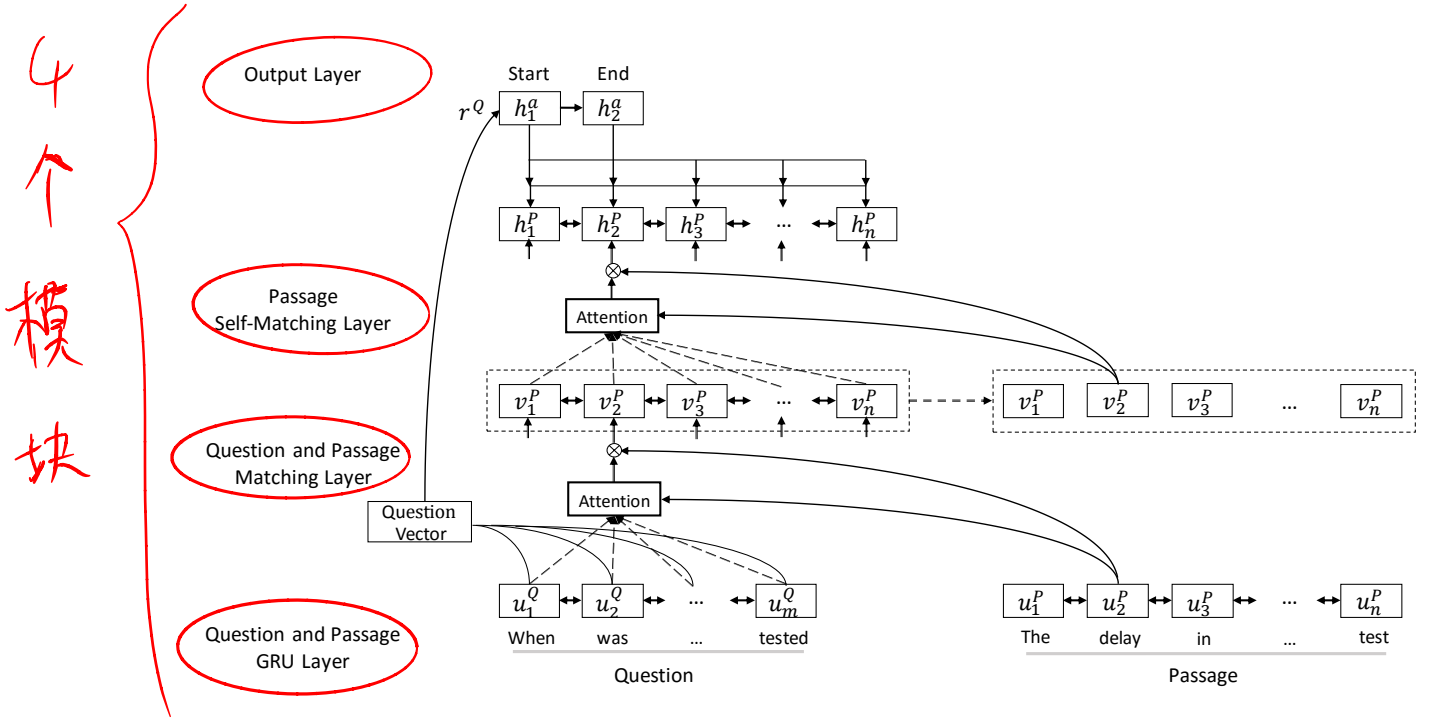 4
个
模
块
Output Layer
Start End
r^Q h_1^a h_2^a
h_1^P h_2^P h_3^P ... h_n^P
Passage
Self-Matching Layer
Attention
v_1^P v_2^P v_3^P ... v_n^P
v_1^P v_2^P v_3^P ... v_n^P
Question and Passage
Matching Layer
Attention
Question
Vector
u_1^Q u_2^Q ... u_m^Q
u_1^P u_2^P u_3^P ... u_n^P
Question and Passage
GRU Layer
When was ... tested
The delay in ... test
Question
Passage